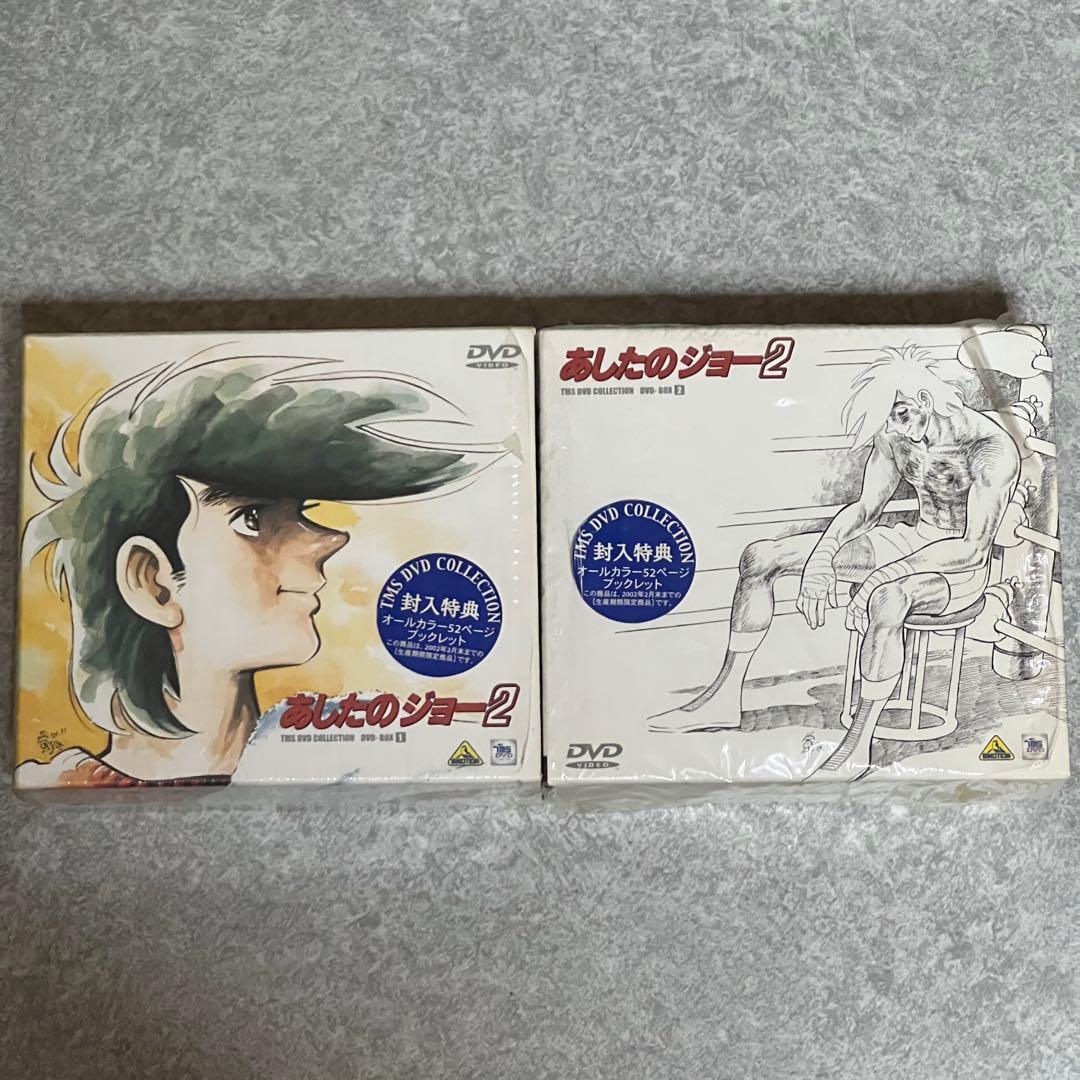 DVD
VIDEO
TMS DVD COLLECTION
封入特典
オールカラー52ページ
ブックレット
この商品は、2002年2月末までの
[生産期間限定商品]です。
あしたのジョー2
TMS DVD COLLECTION DVD-BOX 1
EMOTION
TMS
DVD
あしたのジョー2
TMS DVD COLLECTION DVD-BOX 2
TMS DVD COLLECTION
封入特典
オールカラー52ページ
ブックレット
この商品は、2002年2月末までの
[生産期間限定商品]です。
DVD
VIDEO
EMOTION
TMS
DVD